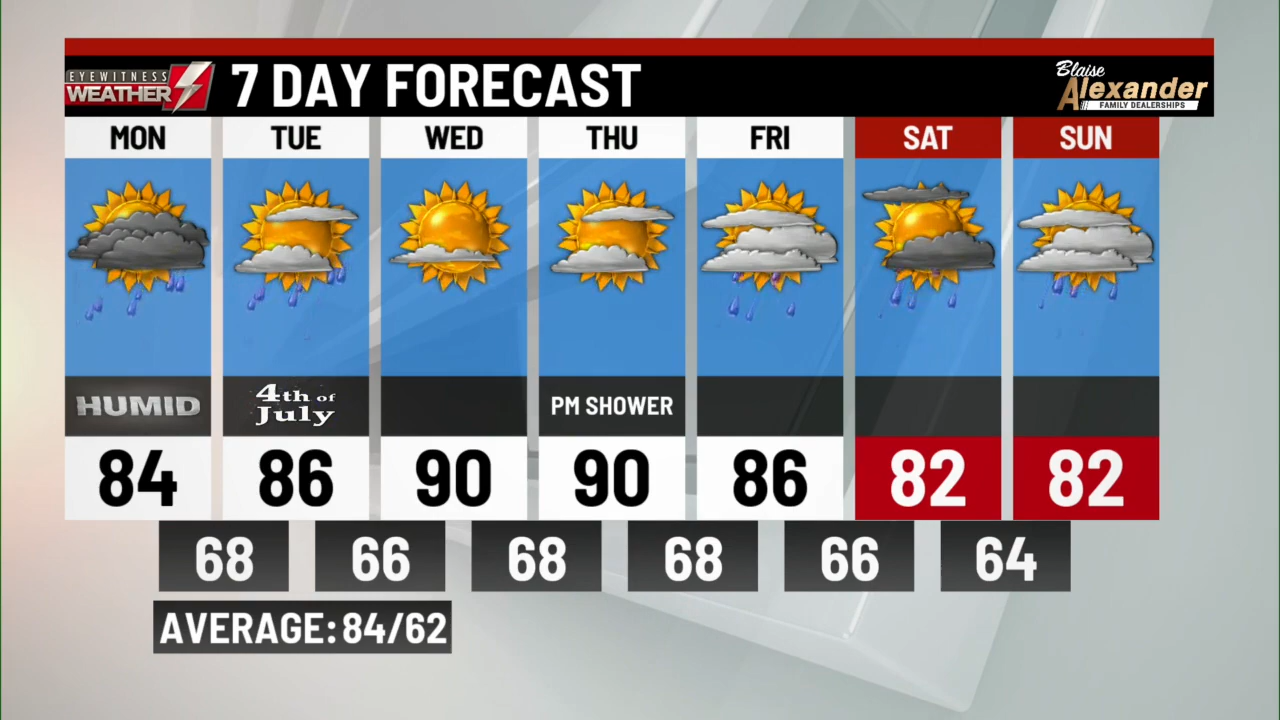 EYEWITNESS
WEATHER
7 DAY FORECAST
Blaise
Alexander
FAMILY DEALERSHIPS
MON TUE WED THU FRI SAT SUN
HUMID
4th of
July
PM SHOWER
84 86 90 90 86 82 82
68 66 68 68 66 64
AVERAGE: 84/62